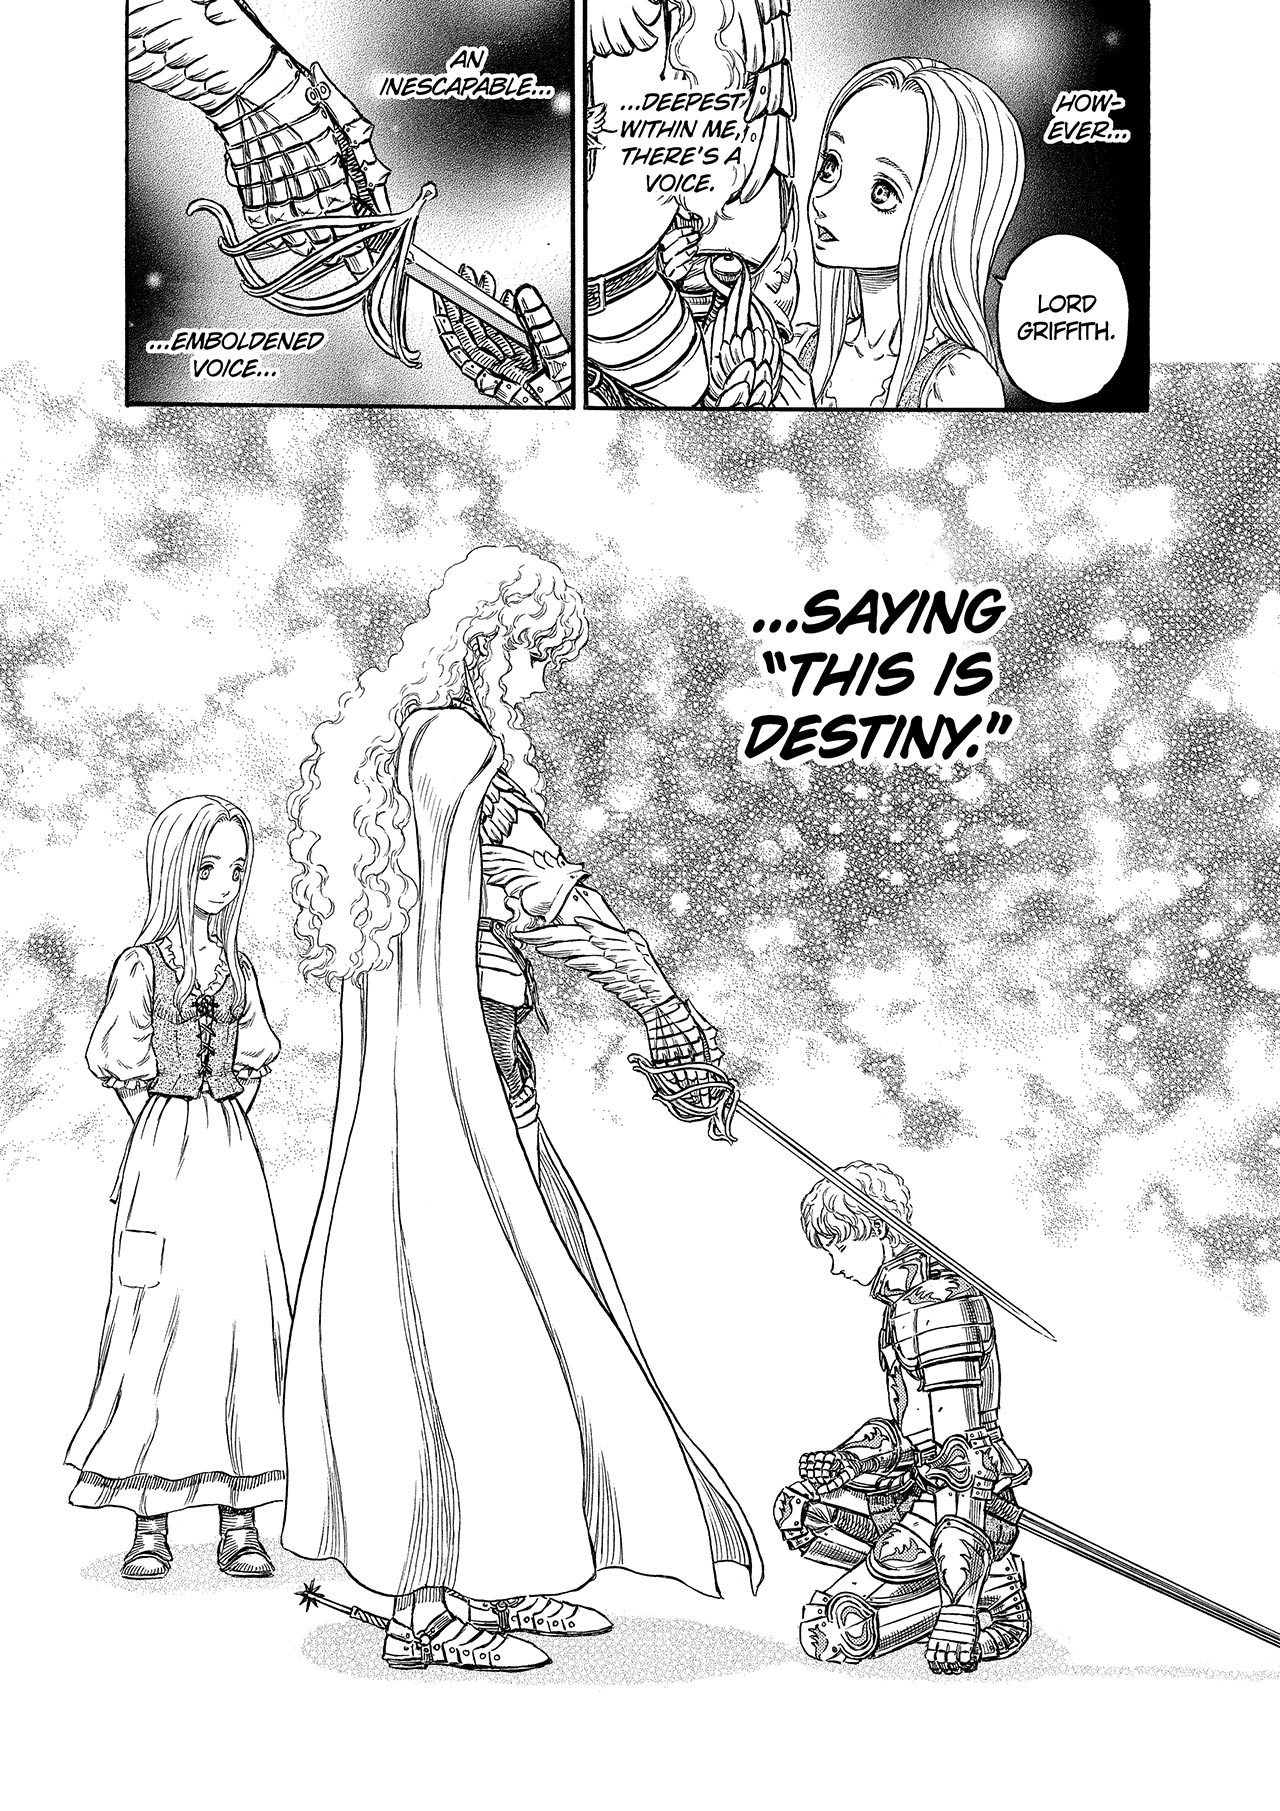 HOW-
EVER...
LORD
GRIFFITH.
...DEEPEST
WITHIN ME,
THERE'S A
VOICE.
AN
INESCAPABLE...
...EMBOLDENED
VOICE...
...SAYING
"THIS IS
DESTINY."